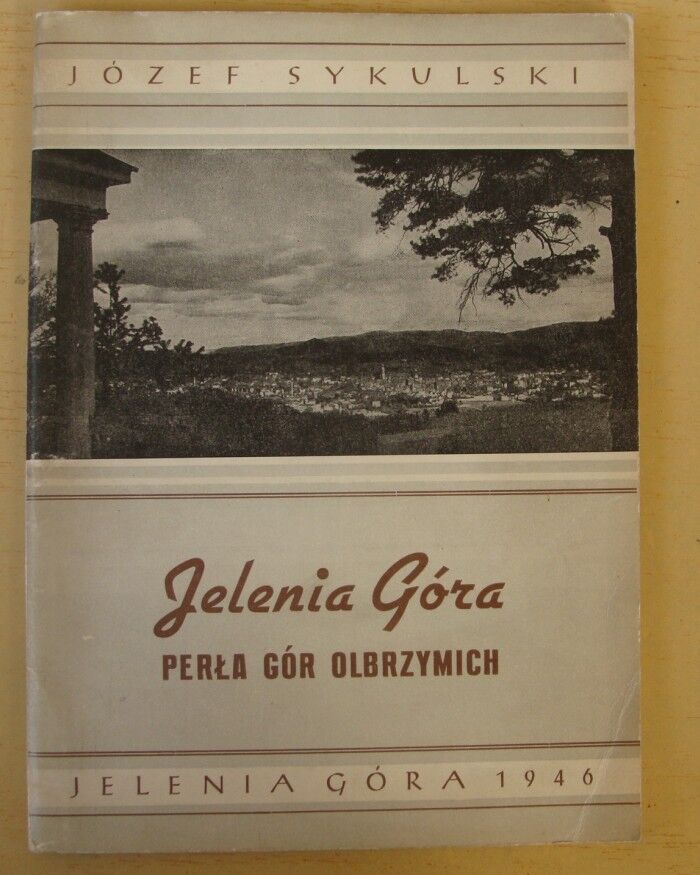 JÓZEF SYKULSKI
Jelenia Góra
PERŁA GÓR OLBRZYMICH
JELENIA GÓRA 1946